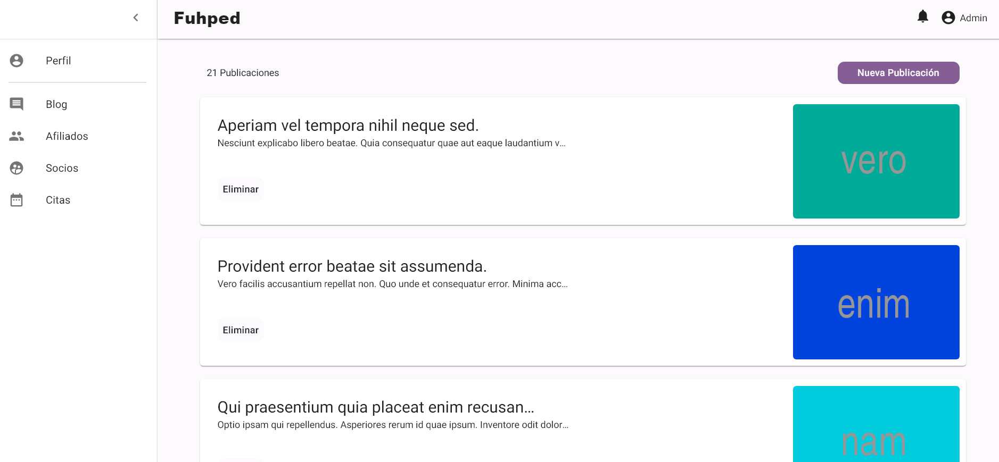 Fuhped
Admin
Perfil
Blog
Afiliados
Socios
Citas
21 Publicaciones
Nueva Publicación
Aperiam vel tempora nihil neque sed.
Nesciunt explicabo libero beatae. Quia consequatur quae aut eaque laudantium v...
Eliminar
vero
Provident error beatae sit assumenda.
Vero facilis accusantium repellat non. Quo unde et consequatur error. Minima acc...
Eliminar
enim
Qui praesentium quia placeat enim recusan...
Optio ipsam qui repellendus. Asperiores rerum id quae ipsum. Inventore odit dolor...
nam